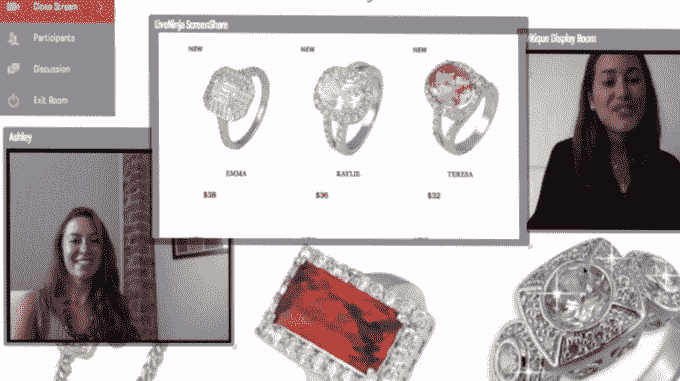 Close Screen
Participants
Discussion
Exit Room
LiveNinja ScreenShare
tique Display Room
Ashley
NEW
NEW
NEW
EMMA
KAYLIE
TERESA
$38
$36
$32